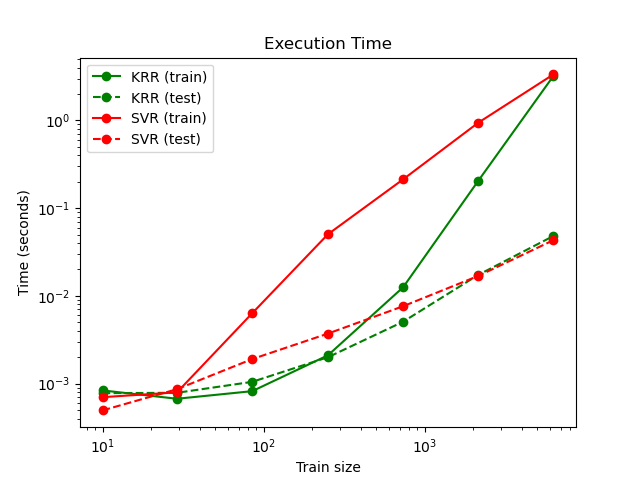 Execution Time
KRR (train)
KRR (test)
SVR (train)
SVR (test)
Time (seconds)
10⁰
10⁻¹
10⁻²
10⁻³
10¹
10²
10³
Train size